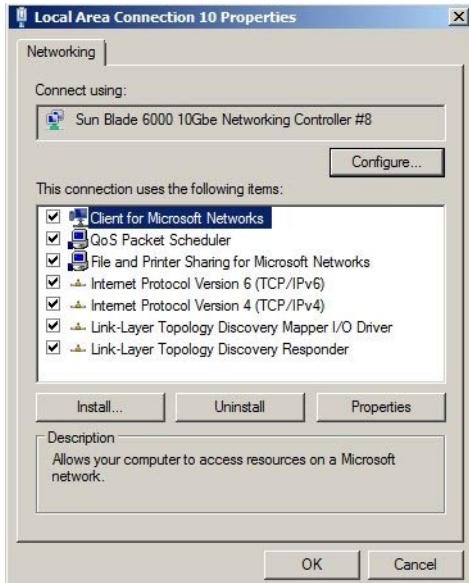 Local Area Connection 10 Properties
Networking
Connect using:
Sun Blade 6000 10Gbe Networking Controller #8
Configure...
This connection uses the following items:
Client for Microsoft Networks
QoS Packet Scheduler
File and Printer Sharing for Microsoft Networks
Internet Protocol Version 6 (TCP/IPv6)
Internet Protocol Version 4 (TCP/IPv4)
Link-Layer Topology Discovery Mapper I/O Driver
Link-Layer Topology Discovery Responder
Install... Uninstall Properties
Description
Allows your computer to access resources on a Microsoft
network.
OK Cancel